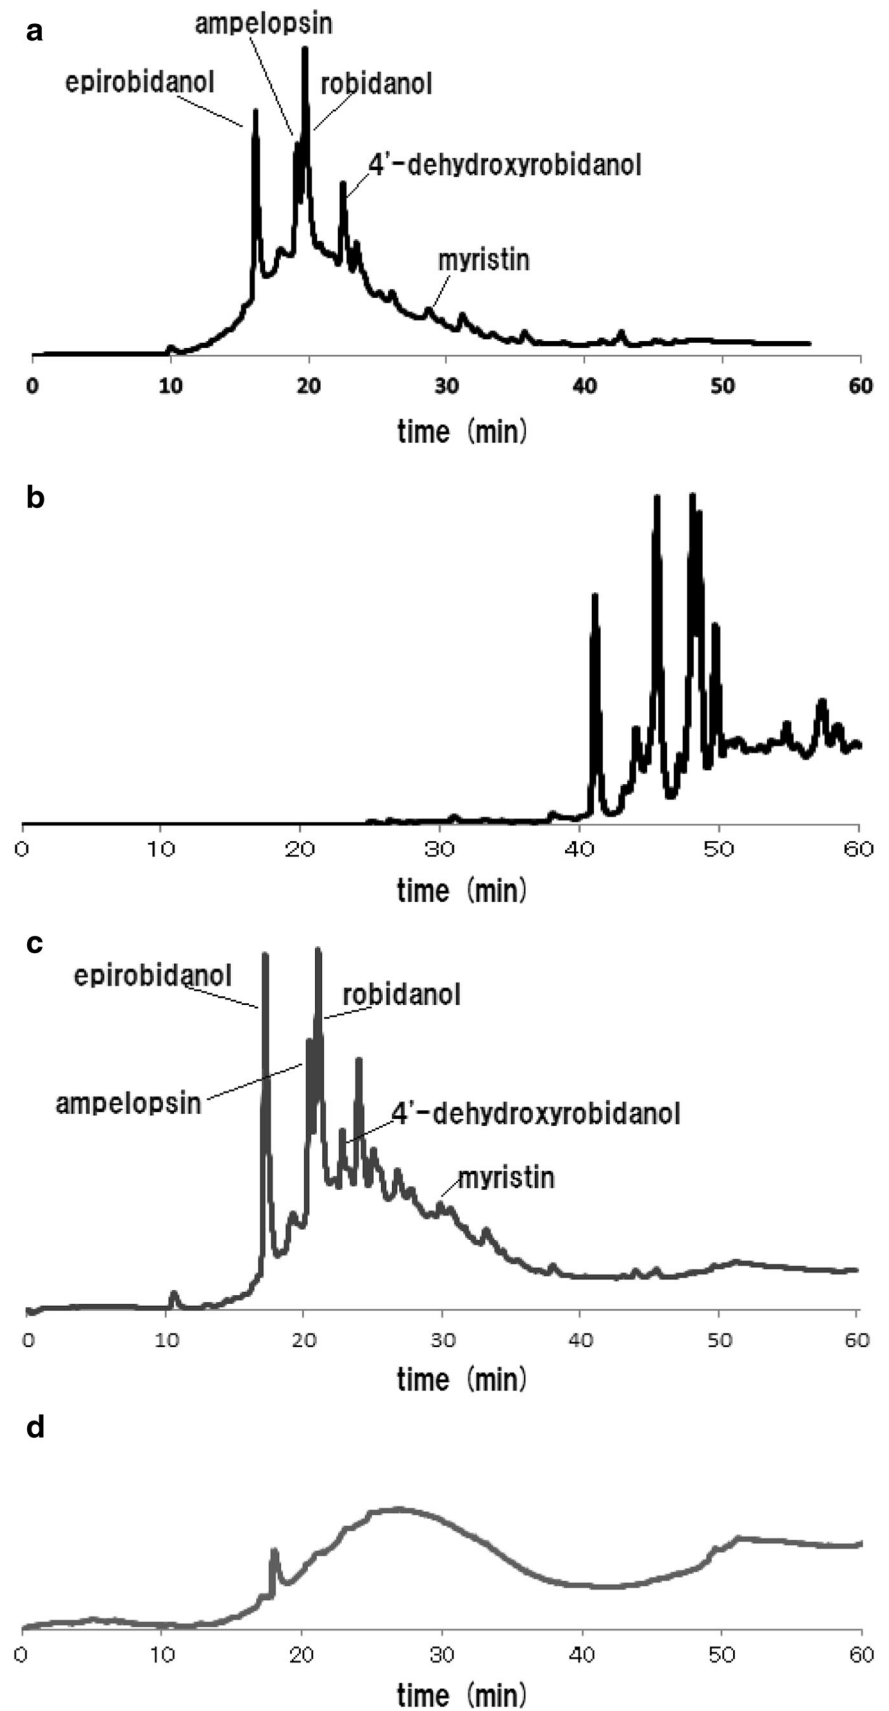 a
ampelopsin
epirobidanol
robidanol
4'-dehydroxyrobidanol
myristin
0 10 20 30 40 50 60
time (min)
b
0 10 20 30 40 50 60
time (min)
c
epirobidanol
robidanol
ampelopsin
4'-dehydroxyrobidanol
myristin
0 10 20 30 40 50 60
time (min)
d
0 10 20 30 40 50 60
time (min)